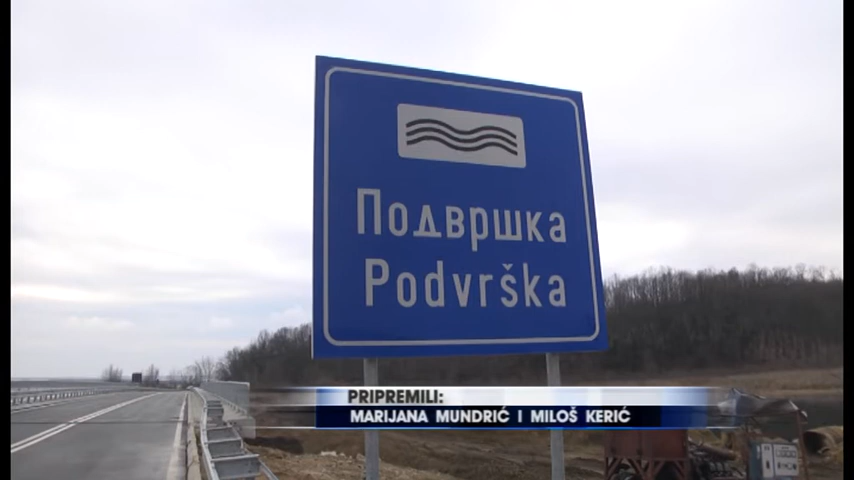 Подвршка
Podvrška
PRIPREMILI:
MARIJANA MUNDRIĆ I MILOŠ KERIĆ